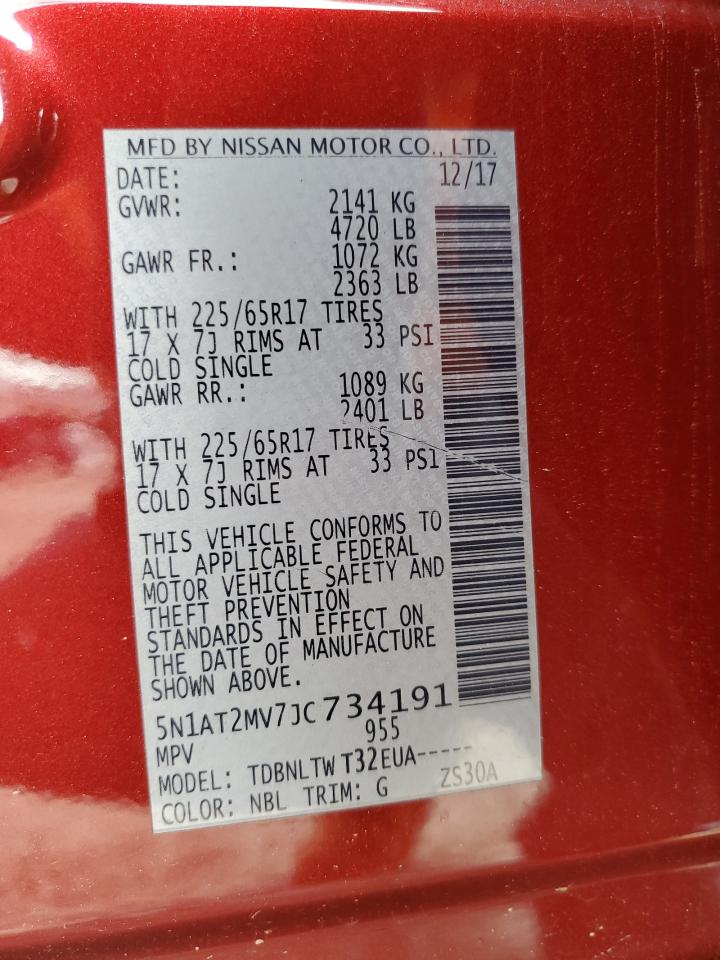 MFD BY NISSAN MOTOR CO., LTD.
DATE: 12/17
GVWR: 2141 KG
4720 LB
GAWR FR.: 1072 KG
2363 LB
WITH 225/65R17 TIRES
17 X 7J RIMS AT 33 PSI
COLD SINGLE
GAWR RR.: 1089 KG
2401 LB
WITH 225/65R17 TIRES
17 X 7J RIMS AT 33 PSI
COLD SINGLE
THIS VEHICLE CONFORMS TO
ALL APPLICABLE FEDERAL
MOTOR VEHICLE SAFETY AND
THEFT PREVENTION
STANDARDS IN EFFECT ON
THE DATE OF MANUFACTURE
SHOWN ABOVE.
5N1AT2MV7JC734191
MPV 955
MODEL: TDBNLTWT32EUA-----
COLOR: NBL TRIM: G ZS30A